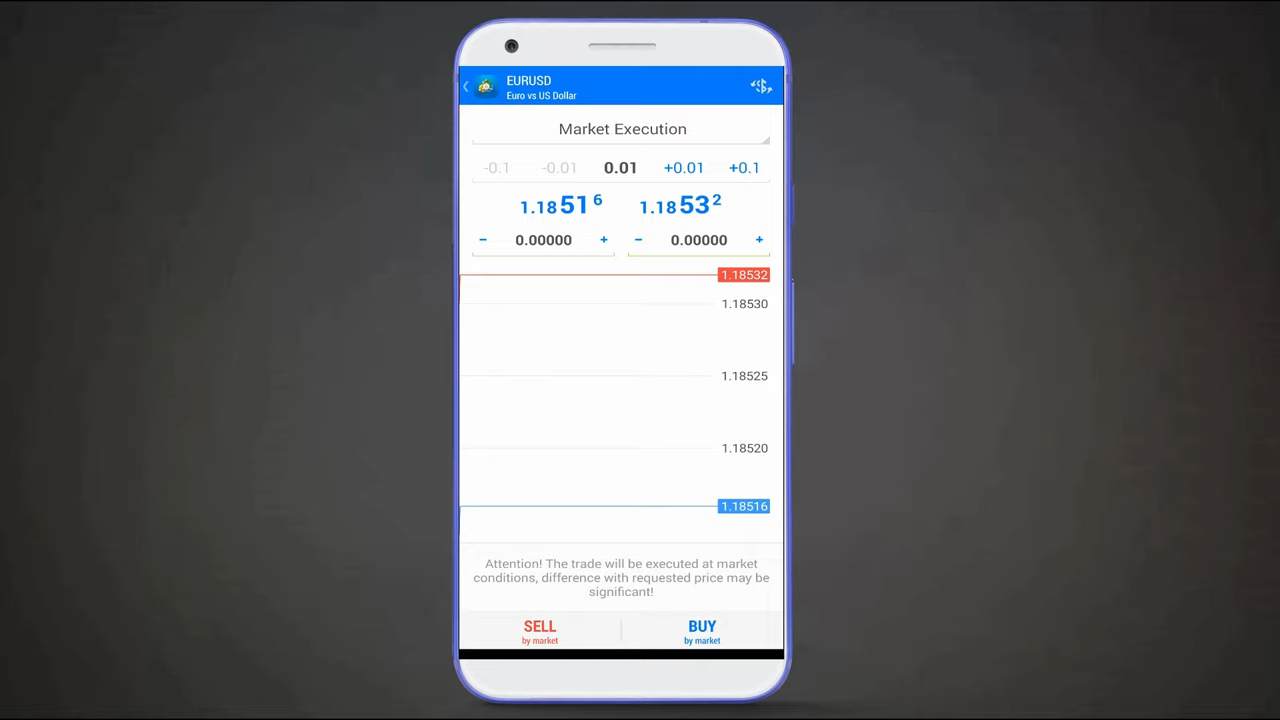 EURUSD
Euro vs US Dollar
Market Execution
-0.1 -0.01 0.01 +0.01 +0.1
1.18516 1.18532
- 0.00000 + - 0.00000 +
1.18532
1.18530
1.18525
1.18520
1.18516
Attention! The trade will be executed at market
conditions, difference with requested price may be
significant!
SELL BUY
by market by market